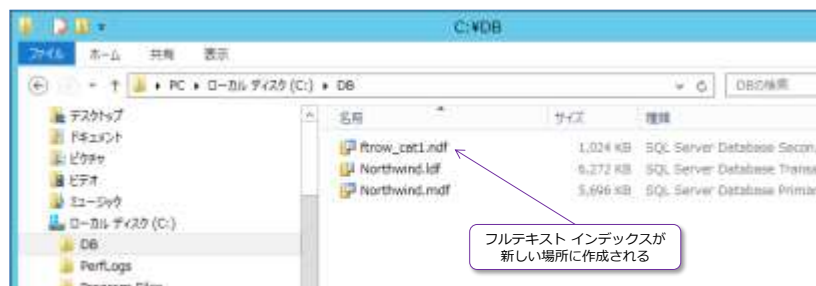 C:¥DB
ファイル ホーム 共有 表示
PC ▸ ローカル ディスク (C:) ▸ DB
DBの検索
デスクトップ
ドキュメント
ピクチャ
ビデオ
ミュージック
ローカル ディスク (C:)
DB
PerfLogs
Program Files
名前 サイズ 種類
ftrow_cat1.ndf 1,024 KB SQL Server Database Secon
Northwind.ldf 6,272 KB SQL Server Database Transa
Northwind.mdf 5,696 KB SQL Server Database Primar
フルテキスト インデックスが
新しい場所に作成される